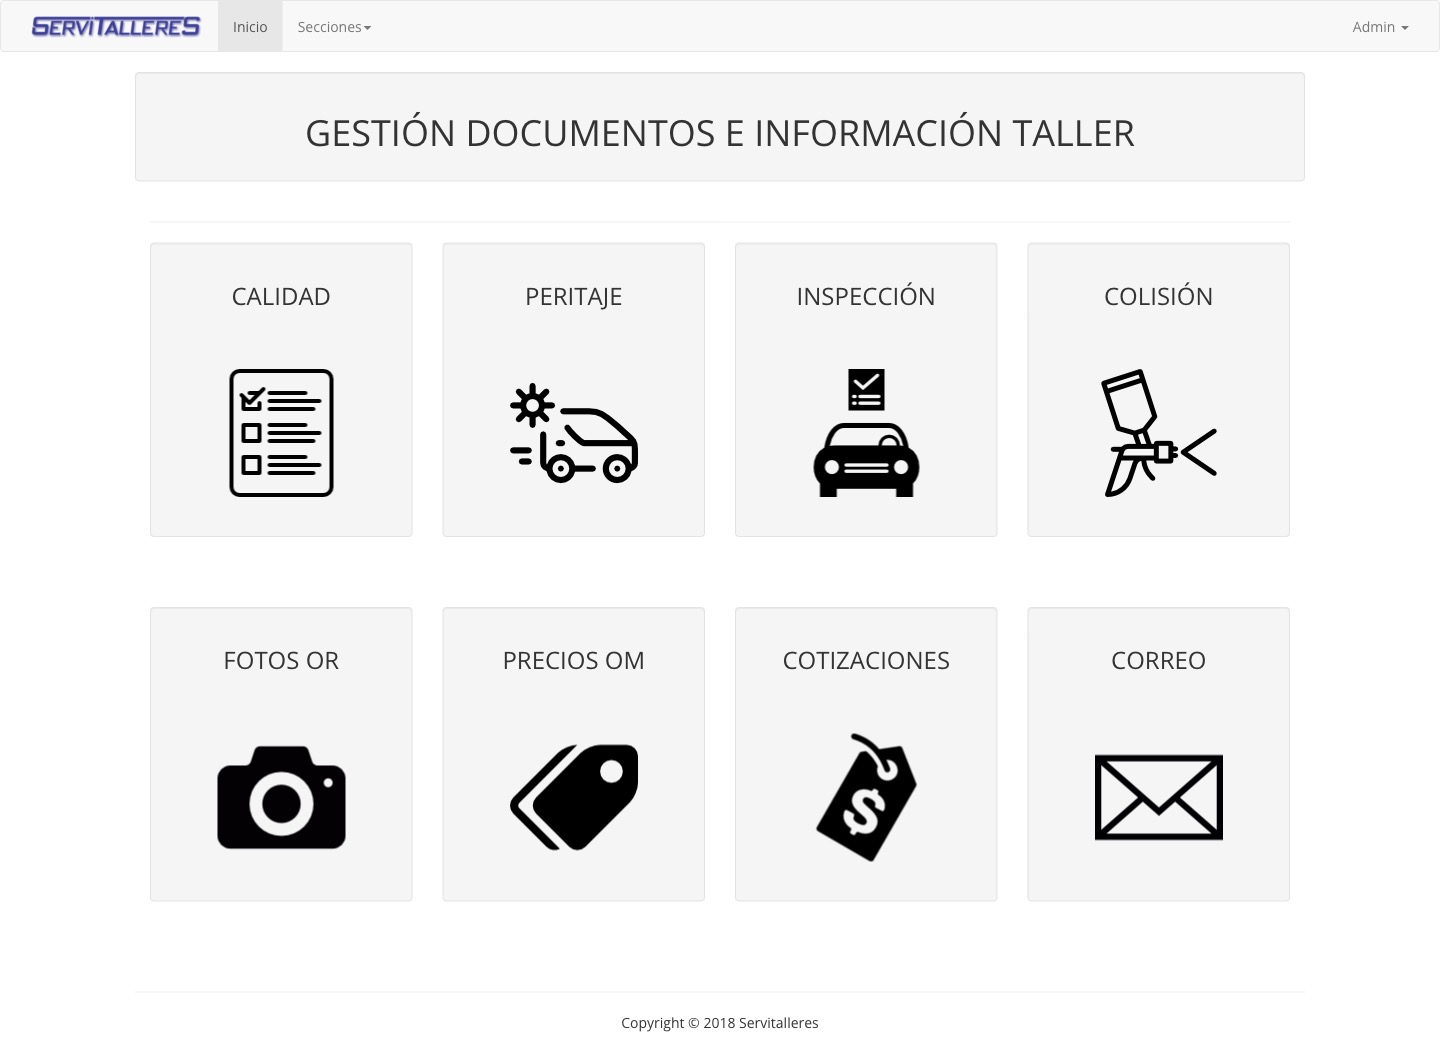 SERVITALLERES
Inicio
Secciones
Admin
GESTIÓN DOCUMENTOS E INFORMACIÓN TALLER
CALIDAD
PERITAJE
INSPECCIÓN
COLISIÓN
FOTOS OR
PRECIOS OM
COTIZACIONES
CORREO
$
Copyright © 2018 Servitalleres